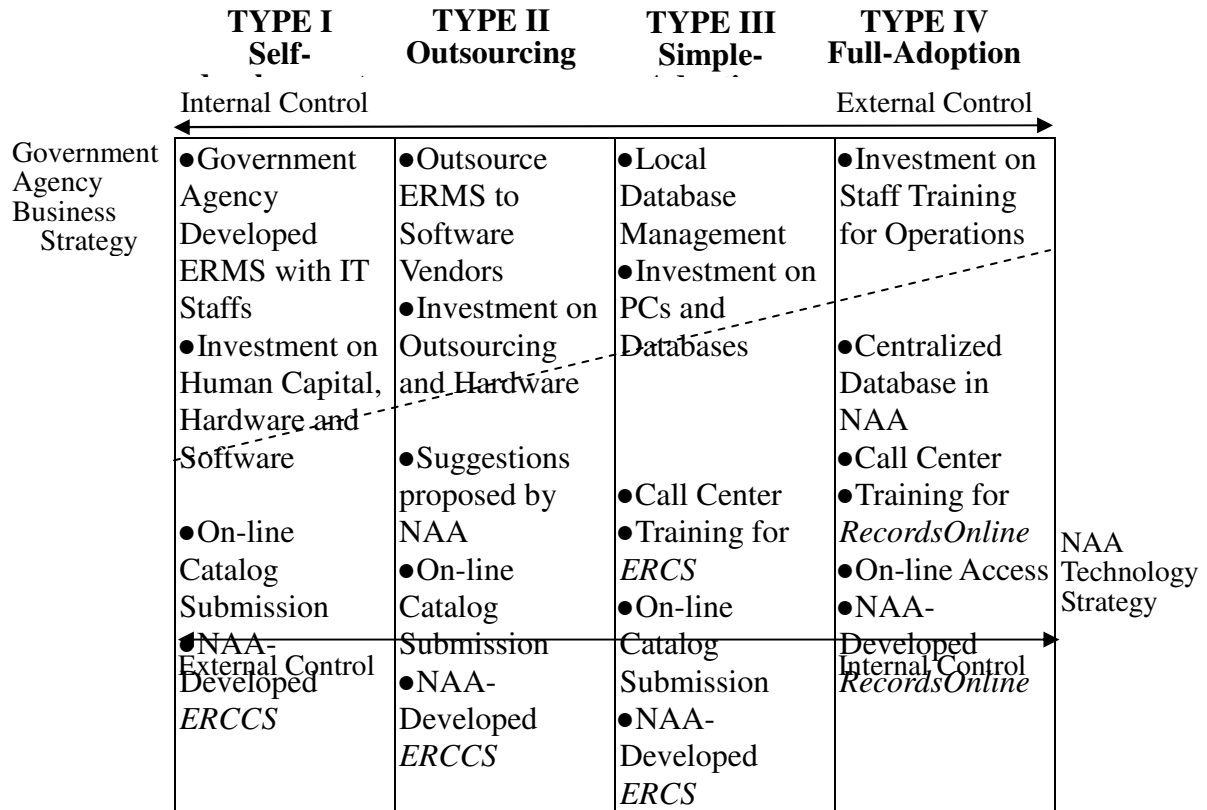 TYPE I
Self-
TYPE II
Outsourcing
TYPE III
Simple-
TYPE IV
Full-Adoption
Internal Control
External Control
Government
Agency
Business
Strategy
●Government
Agency
Developed
ERMS with IT
Staffs
●Investment on
Human Capital,
Hardware and
Software
●On-line
Catalog
Submission
●NAA-
Developed
ERCCS
●Outsource
ERMS to
Software
Vendors
●Investment on
Outsourcing
and Hardware
●Suggestions
proposed by
NAA
●On-line
Catalog
Submission
●NAA-
Developed
ERCCS
●Local
Database
Management
●Investment on
PCs and
Databases
●Call Center
●Training for
ERCS
●On-line
Catalog
Submission
●NAA-
Developed
ERCS
●Investment on
Staff Training
for Operations
●Centralized
Database in
NAA
●Call Center
●Training for
RecordsOnline
●On-line Access
●NAA-
Developed
RecordsOnline
NAA
Technology
Strategy
External Control
Internal Control